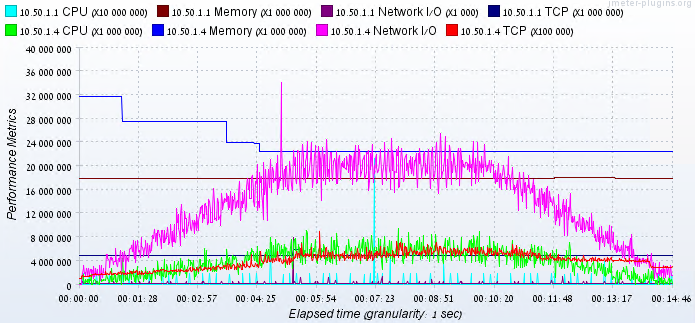 jmeter-plugins.org
10.50.1.1 CPU (X10 000 000) 10.50.1.1 Memory (X1 000 000) 10.50.1.1 Network I/O (X1 000) 10.50.1.1 TCP (X1 000 000)
10.50.1.4 CPU (X1 000 000) 10.50.1.4 Memory (X1 000 000) 10.50.1.4 Network I/O 10.50.1.4 TCP (X100 000)
40 000 000
36 000 000
32 000 000
28 000 000
24 000 000
20 000 000
16 000 000
12 000 000
8 000 000
4 000 000
0
Performance Metrics
00:00:00 00:01:28 00:02:57 00:04:25 00:05:54 00:07:23 00:08:51 00:10:20 00:11:48 00:13:17 00:14:46
Elapsed time (granularity: 1 sec)